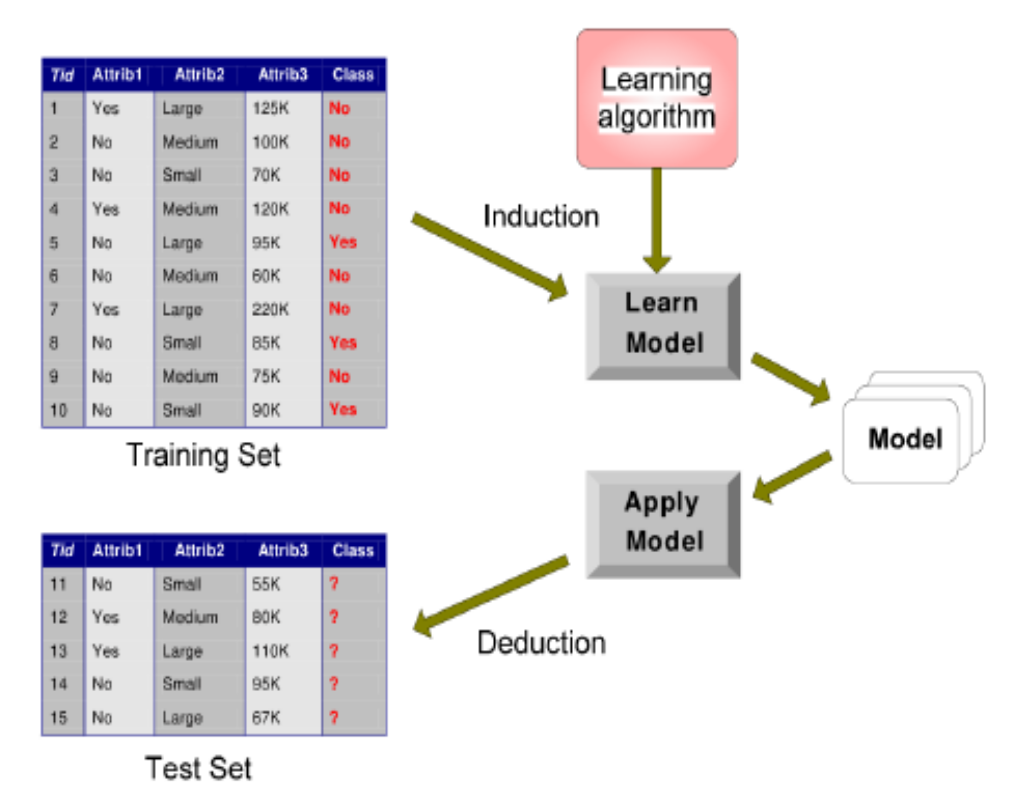 Tid Attrib1 Attrib2 Attrib3 Class
1 Yes Large 125K No
2 No Medium 100K No
3 No Small 70K No
4 Yes Medium 120K No
5 No Large 95K Yes
6 No Medium 60K No
7 Yes Large 220K No
8 No Small 85K Yes
9 No Medium 75K No
10 No Small 90K Yes
Training Set
Learning
algorithm
Induction
Learn
Model
Model
Apply
Model
Deduction
Tid Attrib1 Attrib2 Attrib3 Class
11 No Small 55K ?
12 Yes Medium 80K ?
13 Yes Large 110K ?
14 No Small 95K ?
15 No Large 67K ?
Test Set